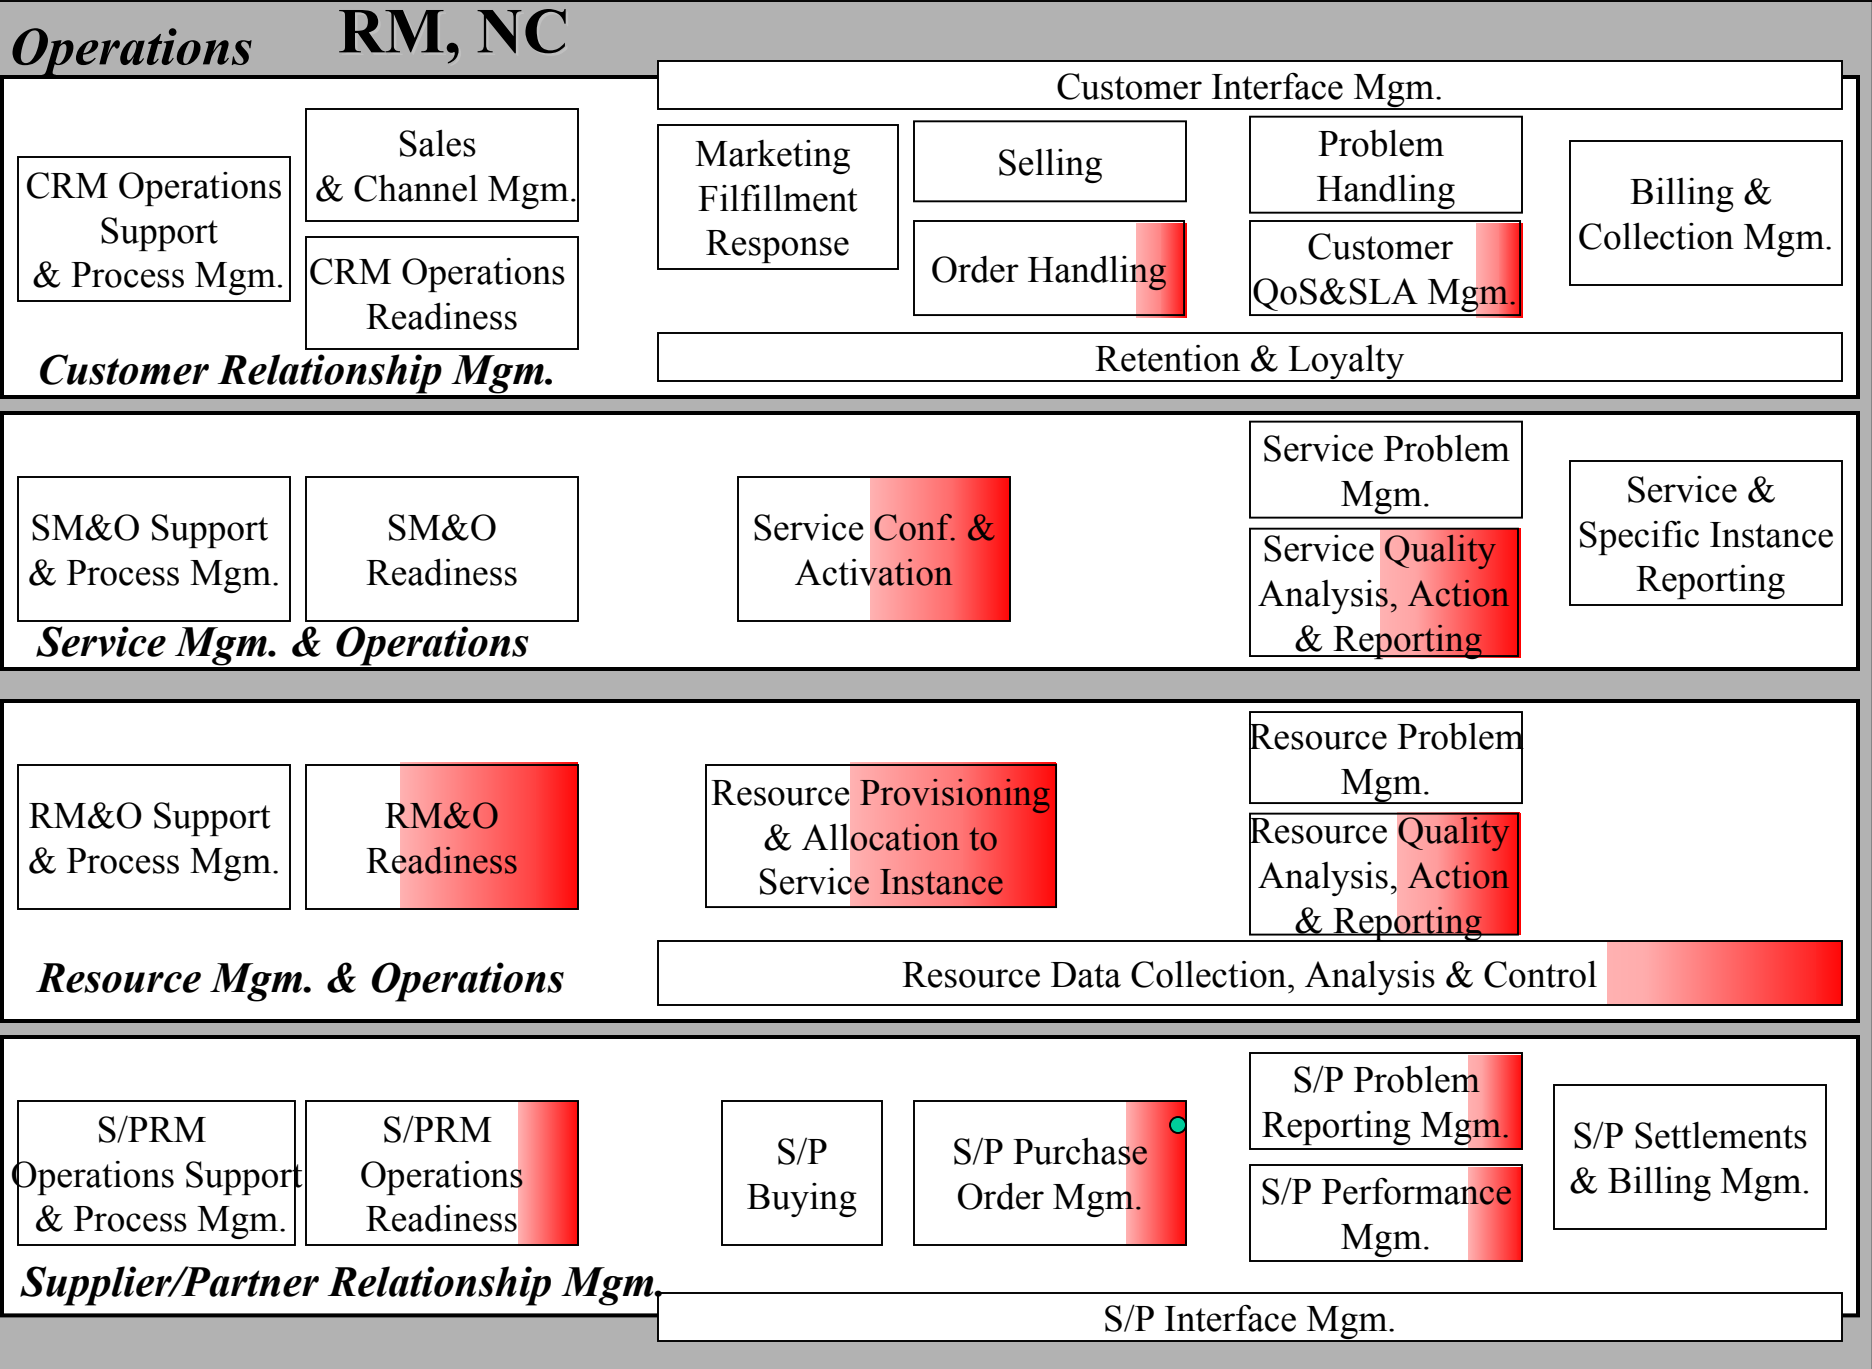 Operations
RM, NC
Customer Interface Mgm.
CRM Operations
Support
& Process Mgm.
Sales
& Channel Mgm.
CRM Operations
Readiness
Marketing
Filfillment
Response
Selling
Order Handling
Problem
Handling
Customer
QoS&SLA Mgm.
Billing &
Collection Mgm.
Retention & Loyalty
Customer Relationship Mgm.
SM&O Support
& Process Mgm.
SM&O
Readiness
Service Conf. &
Activation
Service Problem
Mgm.
Service Quality
Analysis, Action
& Reporting
Service &
Specific Instance
Reporting
Service Mgm. & Operations
RM&O Support
& Process Mgm.
RM&O
Readiness
Resource Provisioning
& Allocation to
Service Instance
Resource Problem
Mgm.
Resource Quality
Analysis, Action
& Reporting
Resource Data Collection, Analysis & Control
Resource Mgm. & Operations
S/PRM
Operations Support
& Process Mgm.
S/PRM
Operations
Readiness
S/P
Buying
S/P Purchase
Order Mgm.
S/P Problem
Reporting Mgm.
S/P Performance
Mgm.
S/P Settlements
& Billing Mgm.
Supplier/Partner Relationship Mgm.
S/P Interface Mgm.